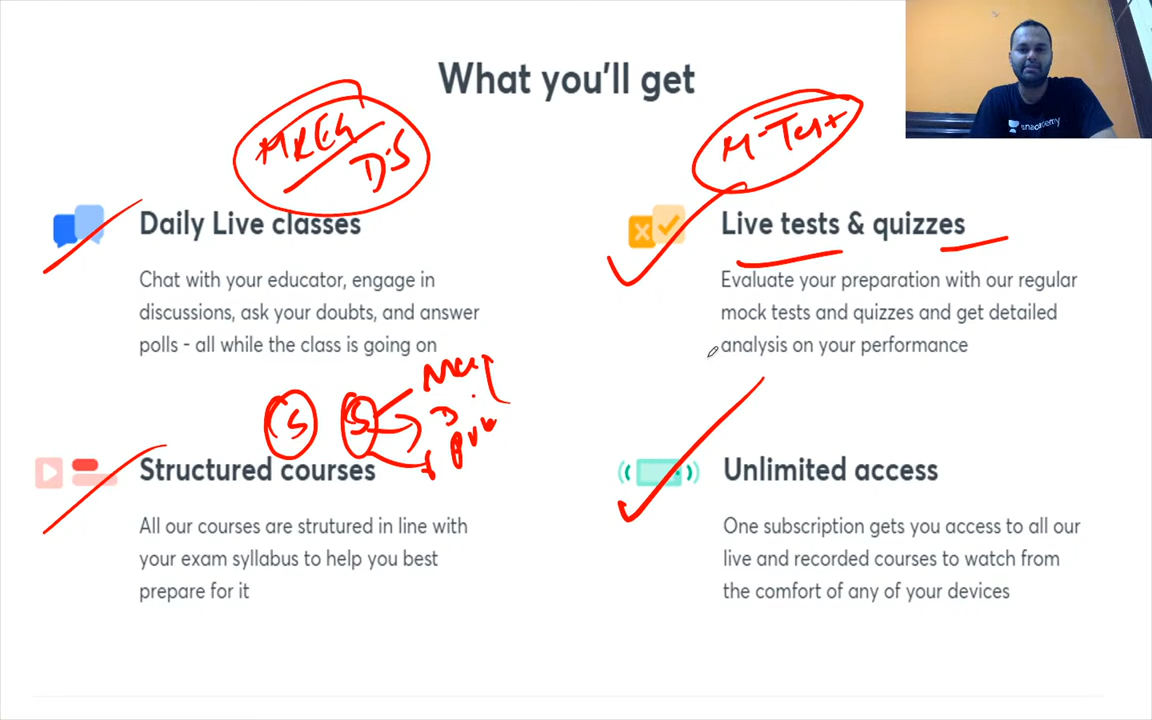 What you'll get
M-Test
D.S
Daily Live classes
Chat with your educator, engage in
discussions, ask your doubts, and answer
polls - all while the class is going on
Live tests & quizzes
Evaluate your preparation with our regular
mock tests and quizzes and get detailed
analysis on your performance
S
Structured courses
All our courses are strutured in line with
your exam syllabus to help you best
prepare for it
Unlimited access
One subscription gets you access to all our
live and recorded courses to watch from
the comfort of any of your devices
unacademy